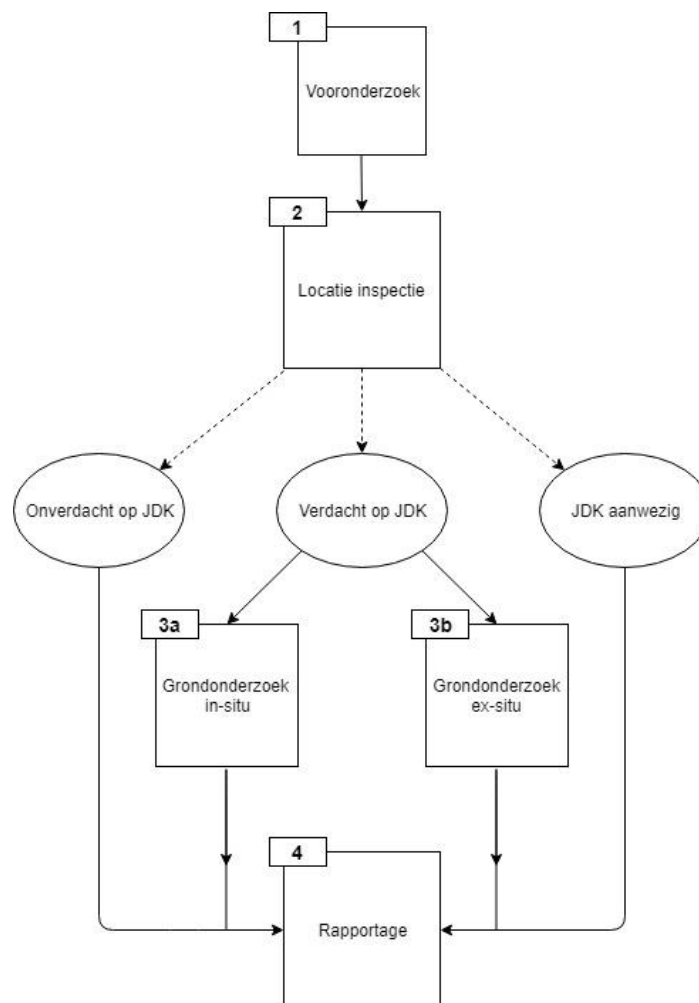 1
Vooronderzoek
2
Locatie inspectie
Onverdacht op JDK
Verdacht op JDK
JDK aanwezig
3a
Grondonderzoek
in-situ
3b
Grondonderzoek
ex-situ
4
Rapportage